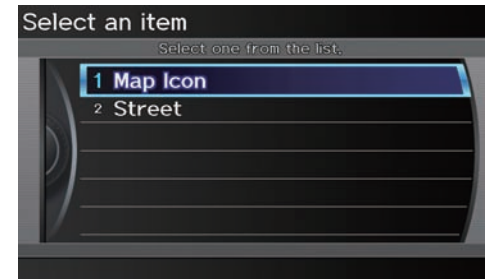 Select an item
Select one from the list.
1 Map Icon
2 Street